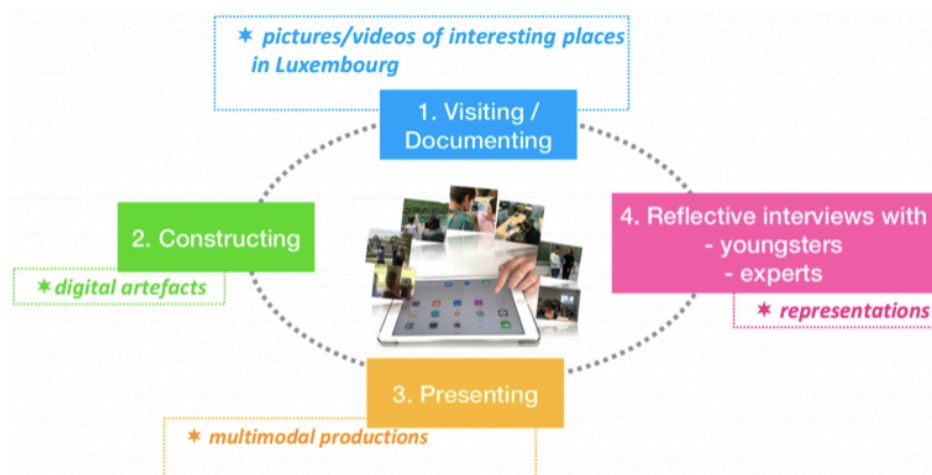 ✶ pictures/videos of interesting places
in Luxembourg
1. Visiting /
Documenting
2. Constructing
✶ digital artefacts
3. Presenting
✶ multimodal productions
4. Reflective interviews with
- youngsters
- experts
✶ representations